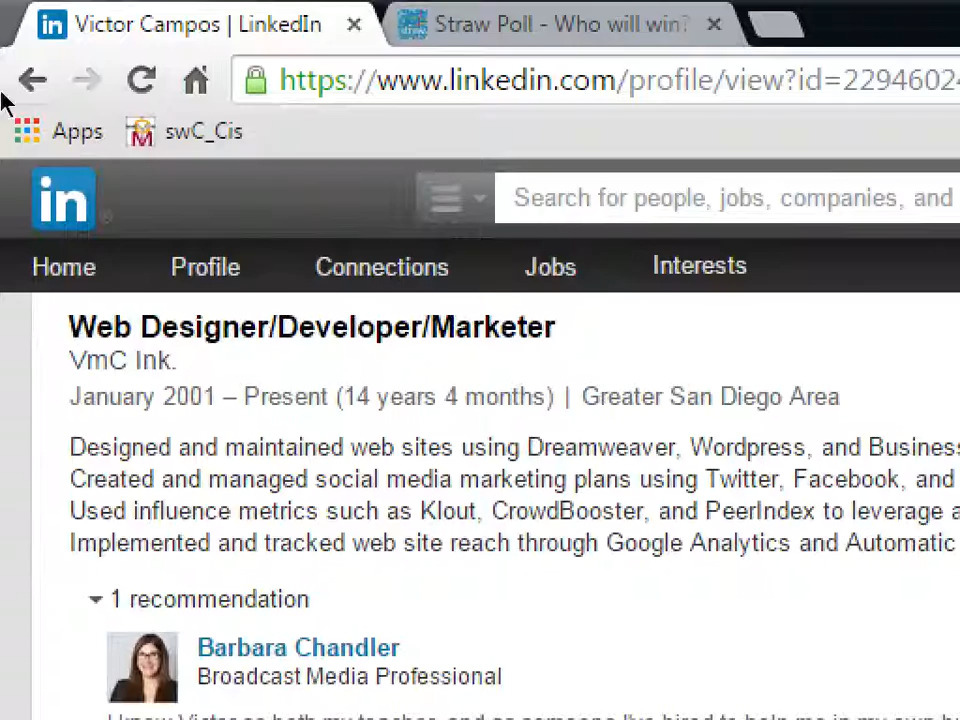 Victor Campos | LinkedIn
Straw Poll - Who will win?
https://www.linkedin.com/profile/view?id=2294602
Apps
swC_Cis
in
Search for people, jobs, companies, and
Home Profile Connections Jobs Interests
Web Designer/Developer/Marketer
VmC Ink.
January 2001 – Present (14 years 4 months) | Greater San Diego Area
Designed and maintained web sites using Dreamweaver, Wordpress, and Business
Created and managed social media marketing plans using Twitter, Facebook, and
Used influence metrics such as Klout, CrowdBooster, and PeerIndex to leverage a
Implemented and tracked web site reach through Google Analytics and Automatic
1 recommendation
Barbara Chandler
Broadcast Media Professional